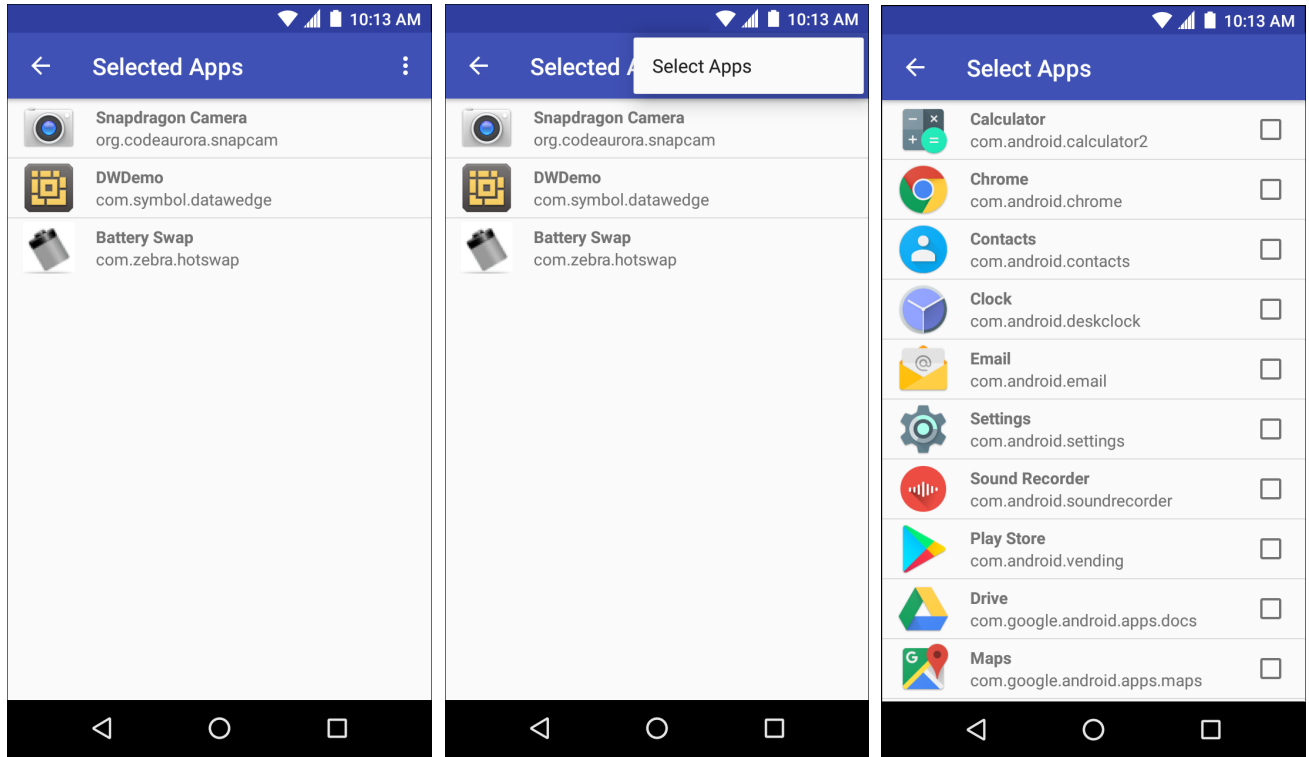 10:13 AM
Selected Apps
Snapdragon Camera
org.codeaurora.snapcam
DWDemo
com.symbol.datawedge
Battery Swap
com.zebra.hotswap
10:13 AM
Selected A
Select Apps
Snapdragon Camera
org.codeaurora.snapcam
DWDemo
com.symbol.datawedge
Battery Swap
com.zebra.hotswap
10:13 AM
Select Apps
Calculator
com.android.calculator2
Chrome
com.android.chrome
Contacts
com.android.contacts
Clock
com.android.deskclock
@
Email
com.android.email
Settings
com.android.settings
Sound Recorder
com.android.soundrecorder
Play Store
com.android.vending
Drive
com.google.android.apps.docs
G
Maps
com.google.android.apps.maps